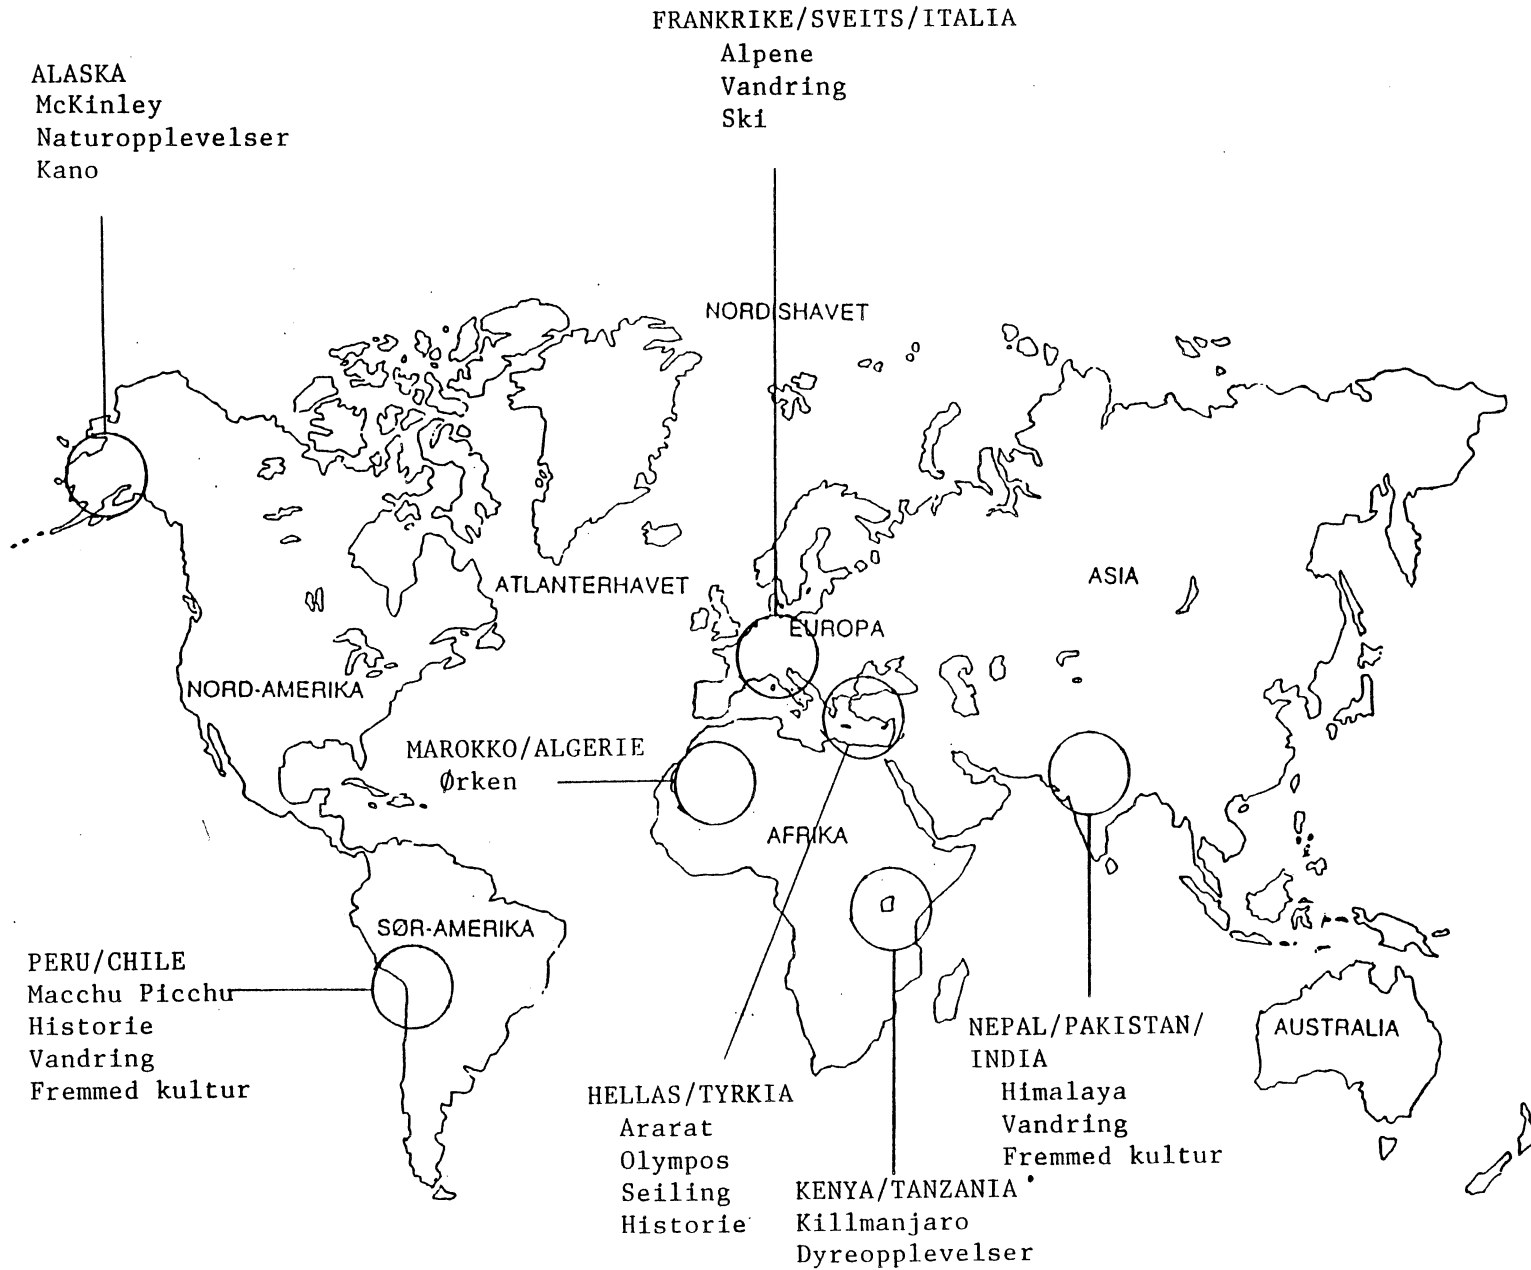 FRANKRIKE/SVEITS/ITALIA
Alpene
Vandring
Ski
ALASKA
McKinley
Naturopplevelser
Kano
NORDISHAVET
ATLANTERHAVET
ASIA
EUROPA
NORD-AMERIKA
MAROKKO/ALGERIE
Ørken
AFRIKA
SØR-AMERIKA
PERU/CHILE
Macchu Picchu
Historie
Vandring
Fremmed kultur
AUSTRALIA
NEPAL/PAKISTAN/
INDIA
Himalaya
Vandring
Fremmed kultur
HELLAS/TYRKIA
Ararat
Olympos
Seiling
Historie
KENYA/TANZANIA
Killmanjaro
Dyreopplevelser